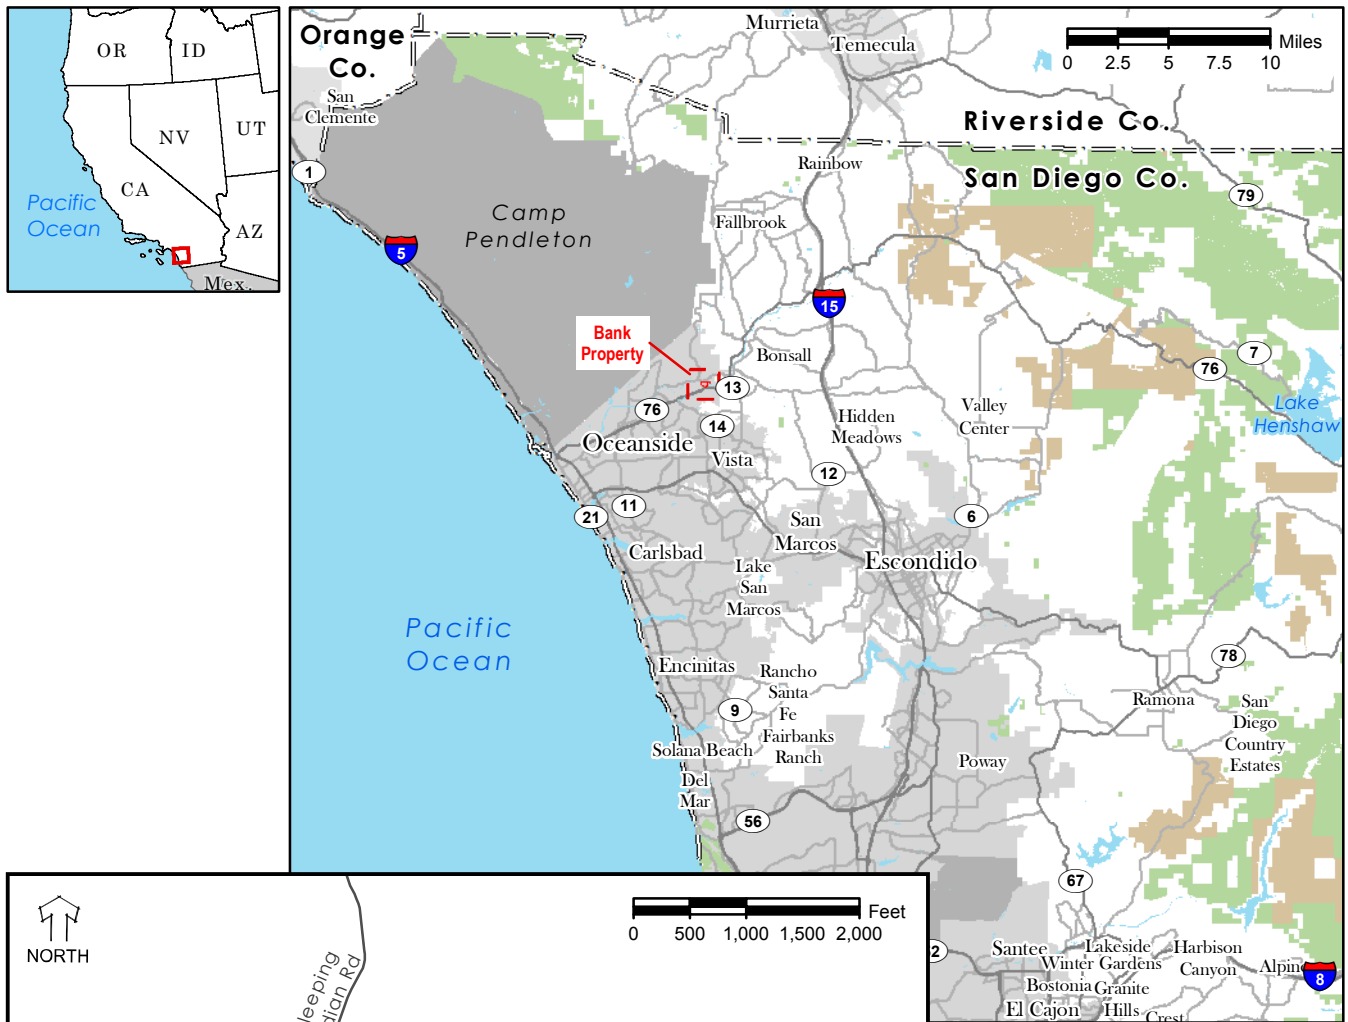 OR
ID
NV
UT
CA
AZ
Pacific
Ocean
Mex.
Orange
Co.
San
Clemente
1
5
Camp
Pendleton
Murrieta
Temecula
0 2.5 5 7.5 10 Miles
Riverside Co.
San Diego Co.
Rainbow
79
Fallbrook
15
Bank
Property
Bonsall
13
76
14
7
76
Lake
Henshaw
Hidden
Meadows
Valley
Center
Oceanside
Vista
12
11
21
6
San
Marcos
Escondido
Carlsbad
Lake
San
Marcos
Pacific
Ocean
Encinitas
Rancho
Santa
Fe
9
Fairbanks
Ranch
Solana Beach
Del
Mar
56
Poway
78
Ramona
San
Diego
Country
Estates
67
Santee
Lakeside
Harbison
Canyon
Winter Gardens
Alpine
8
Bostonia
Granite
Hills
El Cajon
Crest
2
NORTH
0 500 1,000 1,500 2,000 Feet
leeping
dian Rd